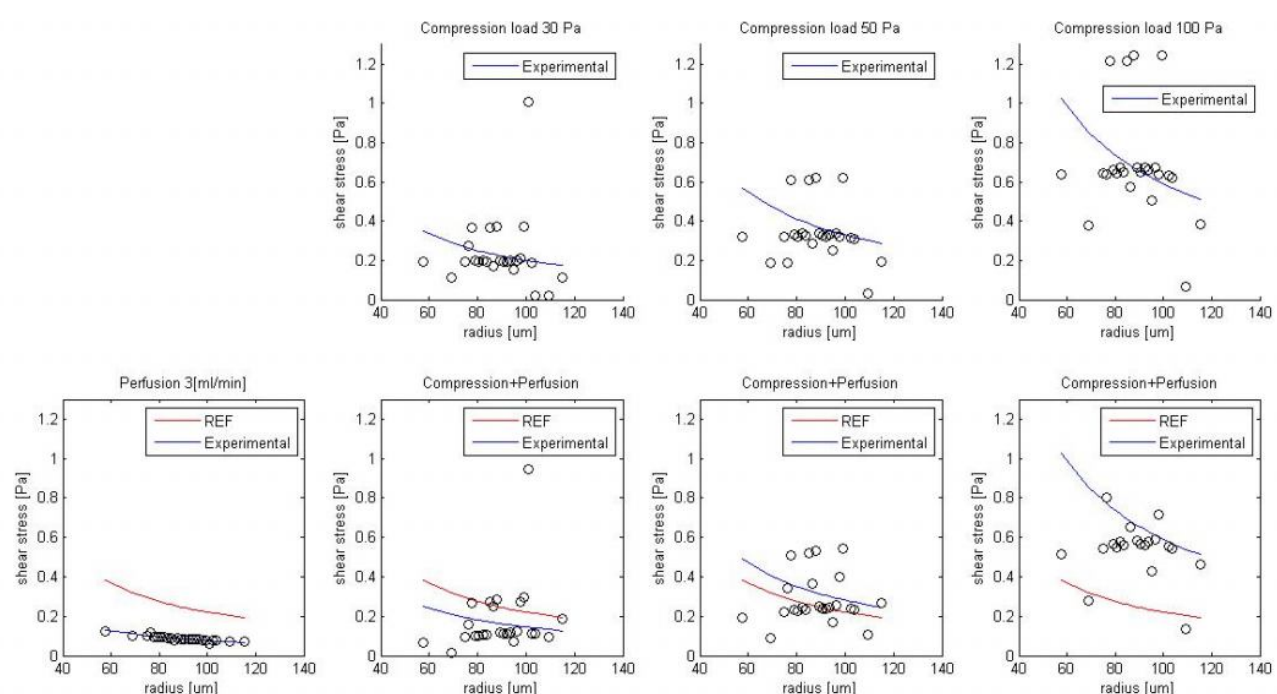 Compression load 30 Pa
1.2
1
0.8
0.6
0.4
0.2
0
shear stress [Pa]
Experimental
40 60 80 100 120 140
radius [um]
Compression load 50 Pa
1.2
1
0.8
0.6
0.4
0.2
0
shear stress [Pa]
Experimental
40 60 80 100 120 140
radius [um]
Compression load 100 Pa
1.2
1
0.8
0.6
0.4
0.2
0
shear stress [Pa]
Experimental
40 60 80 100 120 140
radius [um]
Perfusion 3[ml/min]
1.2
1
0.8
0.6
0.4
0.2
0
shear stress [Pa]
REF
Experimental
40 60 80 100 120 140
radius [um]
Compression+Perfusion
1.2
1
0.8
0.6
0.4
0.2
0
shear stress [Pa]
REF
Experimental
40 60 80 100 120 140
radius [um]
Compression+Perfusion
1.2
1
0.8
0.6
0.4
0.2
0
shear stress [Pa]
REF
Experimental
40 60 80 100 120 140
radius [um]
Compression+Perfusion
1.2
1
0.8
0.6
0.4
0.2
0
shear stress [Pa]
REF
Experimental
40 60 80 100 120 140
radius [um]